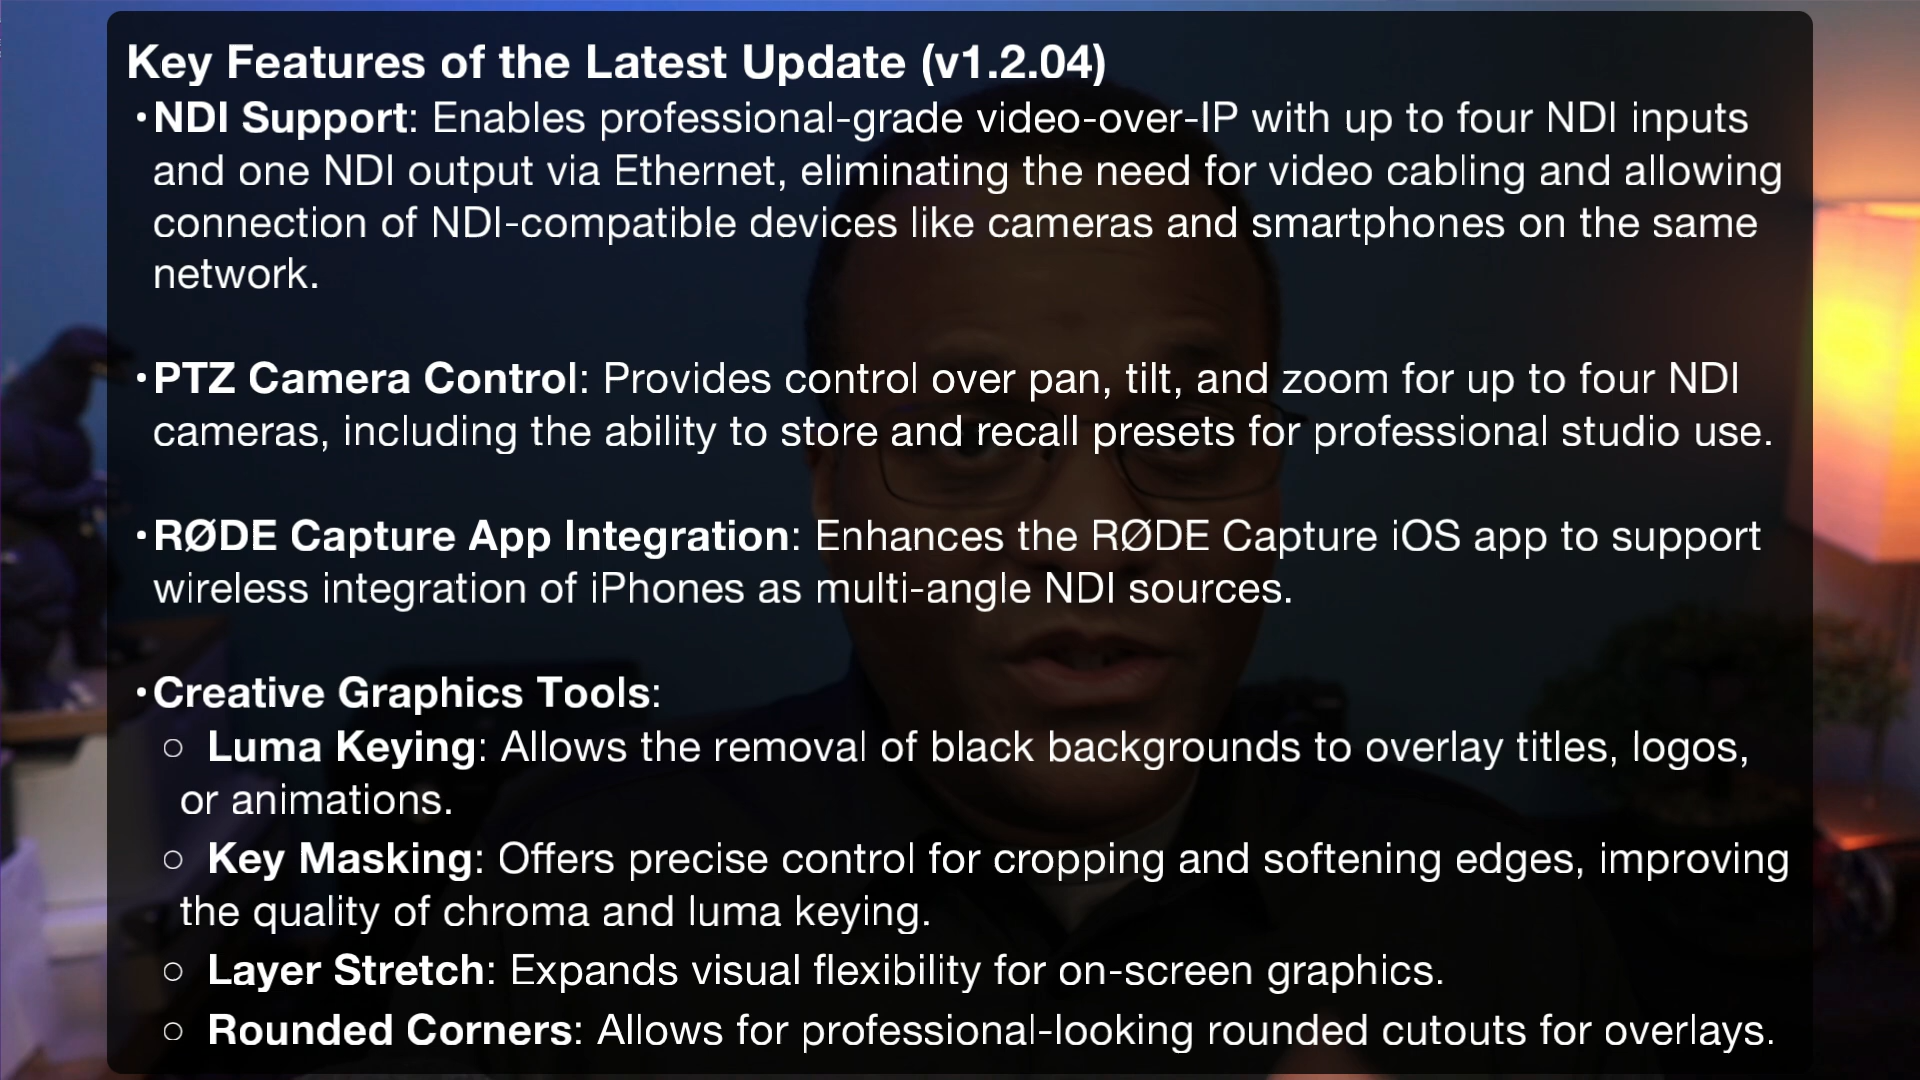 Key Features of the Latest Update (v1.2.04)
•NDI Support: Enables professional-grade video-over-IP with up to four NDI inputs
and one NDI output via Ethernet, eliminating the need for video cabling and allowing
connection of NDI-compatible devices like cameras and smartphones on the same
network.
•PTZ Camera Control: Provides control over pan, tilt, and zoom for up to four NDI
cameras, including the ability to store and recall presets for professional studio use.
•RØDE Capture App Integration: Enhances the RØDE Capture iOS app to support
wireless integration of iPhones as multi-angle NDI sources.
•Creative Graphics Tools:
○ Luma Keying: Allows the removal of black backgrounds to overlay titles, logos,
or animations.
○ Key Masking: Offers precise control for cropping and softening edges, improving
the quality of chroma and luma keying.
○ Layer Stretch: Expands visual flexibility for on-screen graphics.
○ Rounded Corners: Allows for professional-looking rounded cutouts for overlays.